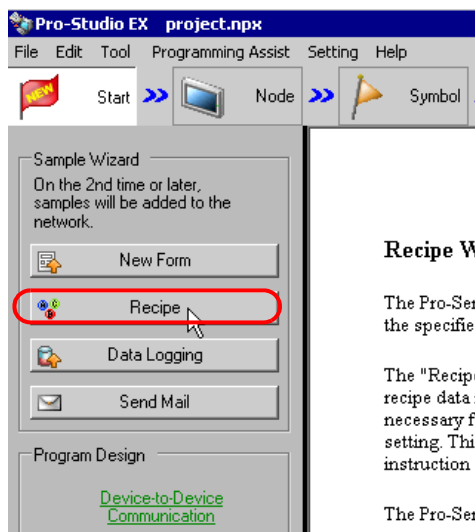 Pro-Studio EX project.npx
File Edit Tool Programming Assist Setting Help
NEW Start Node Symbol
Sample Wizard
On the 2nd time or later,
samples will be added to the
network.
New Form
Recipe
Data Logging
Send Mail
Program Design
Device-to-Device
Communication
Recipe W
The Pro-Ser
the specifie
The "Recipe
recipe data
necessary f
setting. Thi
instruction
The Pro-Ser